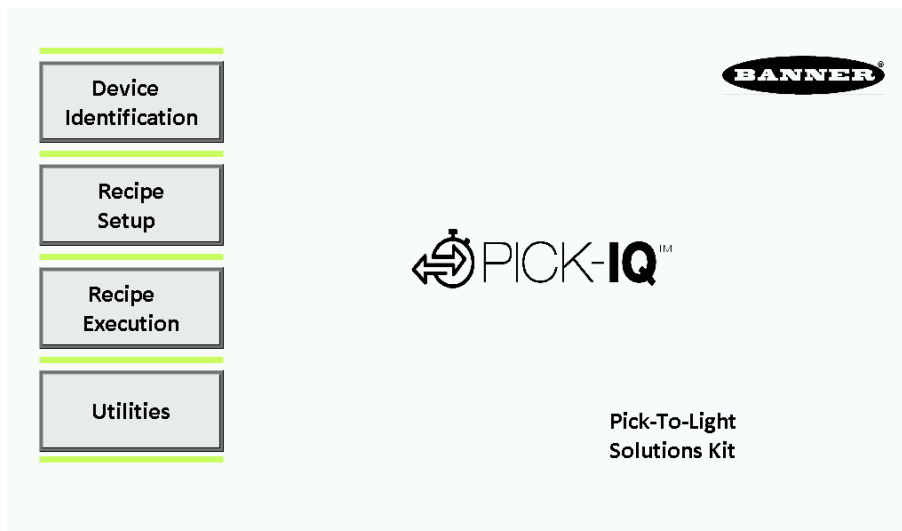 Device
Identification
Recipe
Setup
Recipe
Execution
Utilities
BANNER®
PICK-IQ™
Pick-To-Light
Solutions Kit